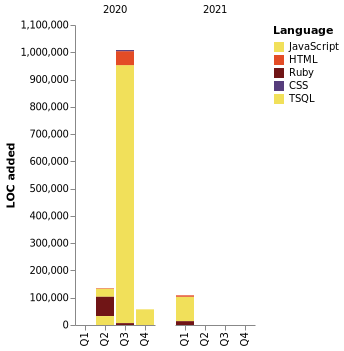 2020 2021
Language
JavaScript
HTML
Ruby
CSS
TSQL
LOC added
1,100,000
1,000,000
900,000
800,000
700,000
600,000
500,000
400,000
300,000
200,000
100,000
0
Q1 Q2 Q3 Q4 Q1 Q2 Q3 Q4